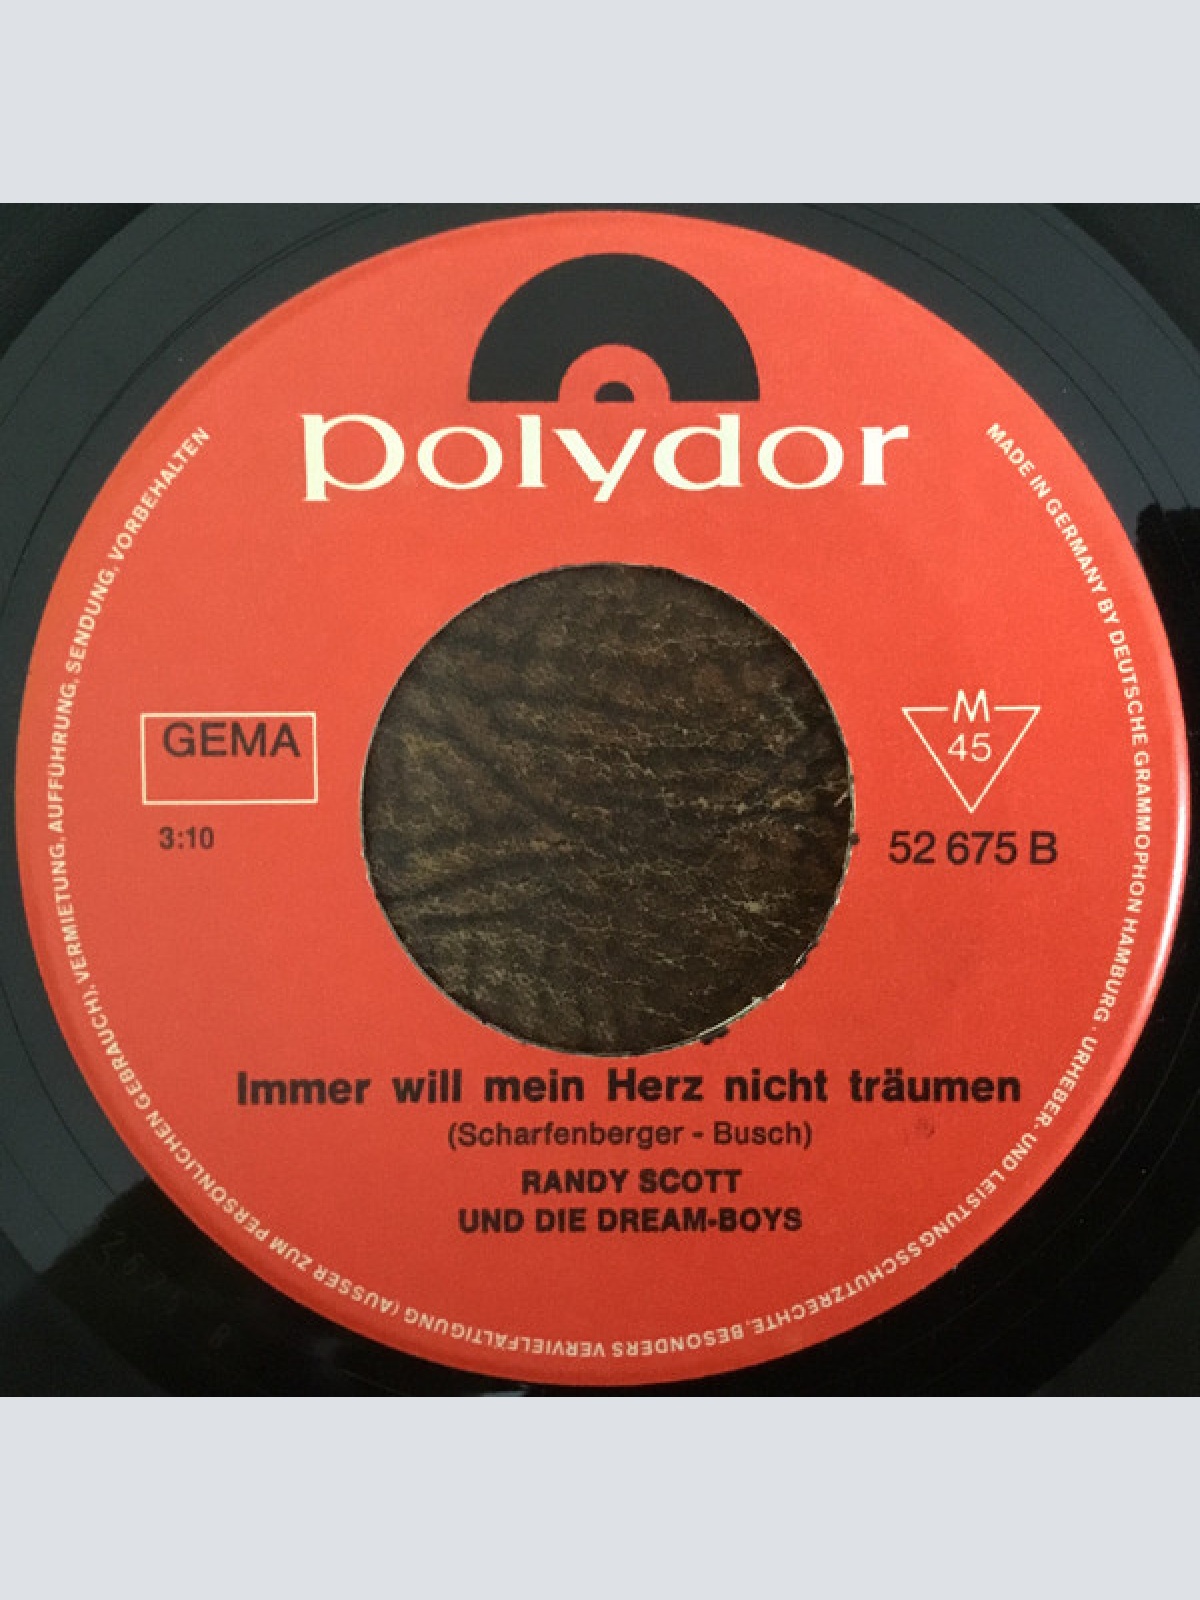 polydor
MADE IN GERMANY BY DEUTSCHE GRAMMOPHON HAMBURG . URHEBER- UND LEISTUNGSSCHUTZRECHTE, BESONDERS VERVIELFÄLTIGUNG (AUSSER ZUM PERSÖNLICHEN GEBRAUCH), VERMIETUNG, AUFFÜHRUNG, SENDUNG, VORBEHALTEN
GEMA
3:10
M
45
52 675 B
Immer will mein Herz nicht träumen
(Scharfenberger - Busch)
RANDY SCOTT
UND DIE DREAM-BOYS